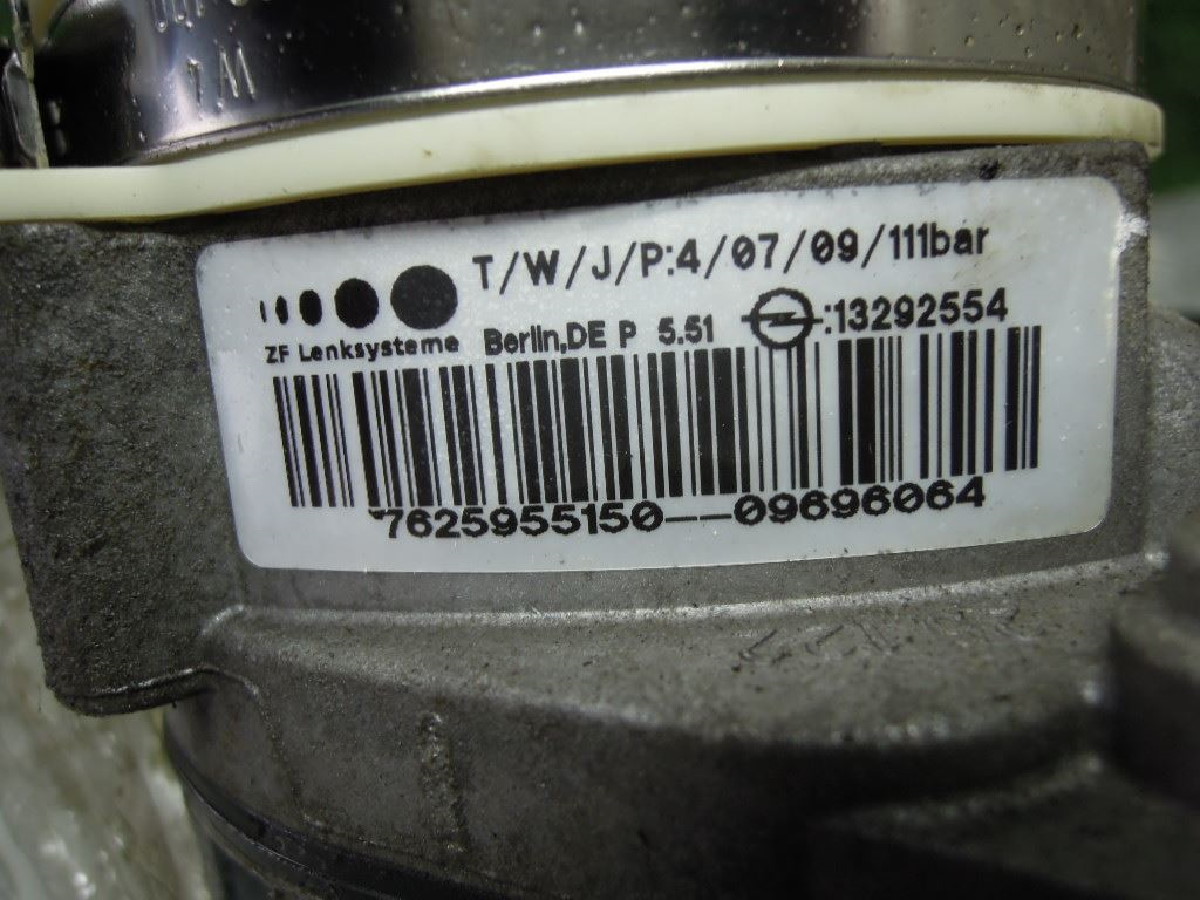 T/W/J/P:4/07/09/111bar
ZF Lenksysteme Berlin,DE P 5.51 :13292554
7625955150--09696064